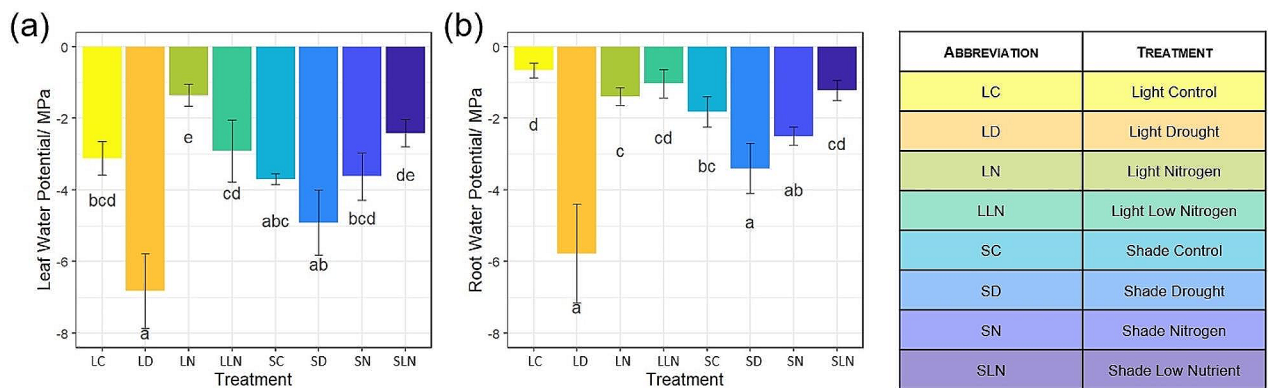 (a)
Leaf Water Potential/ MPa
0
-2
-4
-6
-8
bcd
a
e
cd
abc
ab
bcd
de
LC LD LN LLN SC SD SN SLN
Treatment
(b)
Root Water Potential/ MPa
0
-2
-4
-6
-8
d
a
c
cd
bc
a
ab
cd
LC LD LN LLN SC SD SN SLN
Treatment
ABBREVIATION TREATMENT
LC Light Control
LD Light Drought
LN Light Nitrogen
LLN Light Low Nitrogen
SC Shade Control
SD Shade Drought
SN Shade Nitrogen
SLN Shade Low Nutrient